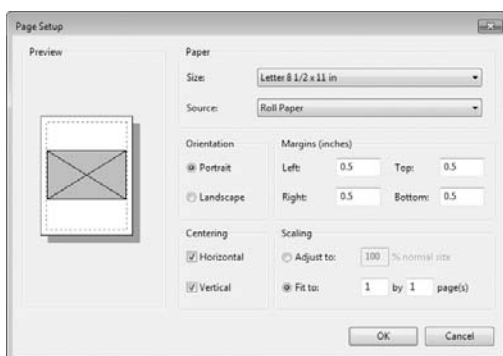 Page Setup
Preview
Paper
Size: Letter 8 1/2 x 11 in
Source: Roll Paper
Orientation
Portrait
Landscape
Margins (inches)
Left: 0.5 Top: 0.5
Right: 0.5 Bottom: 0.5
Centering
Horizontal
Vertical
Scaling
Adjust to: 100 % normal size
Fit to: 1 by 1 page(s)
OK Cancel